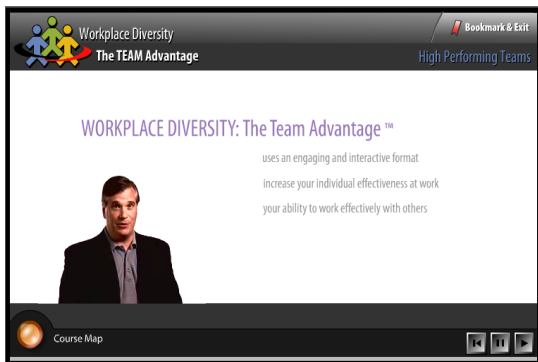 Workplace Diversity
The TEAM Advantage
Bookmark & Exit
High Performing Teams
WORKPLACE DIVERSITY: The Team Advantage ™
uses an engaging and interactive format
increase your individual effectiveness at work
your ability to work effectively with others
Course Map